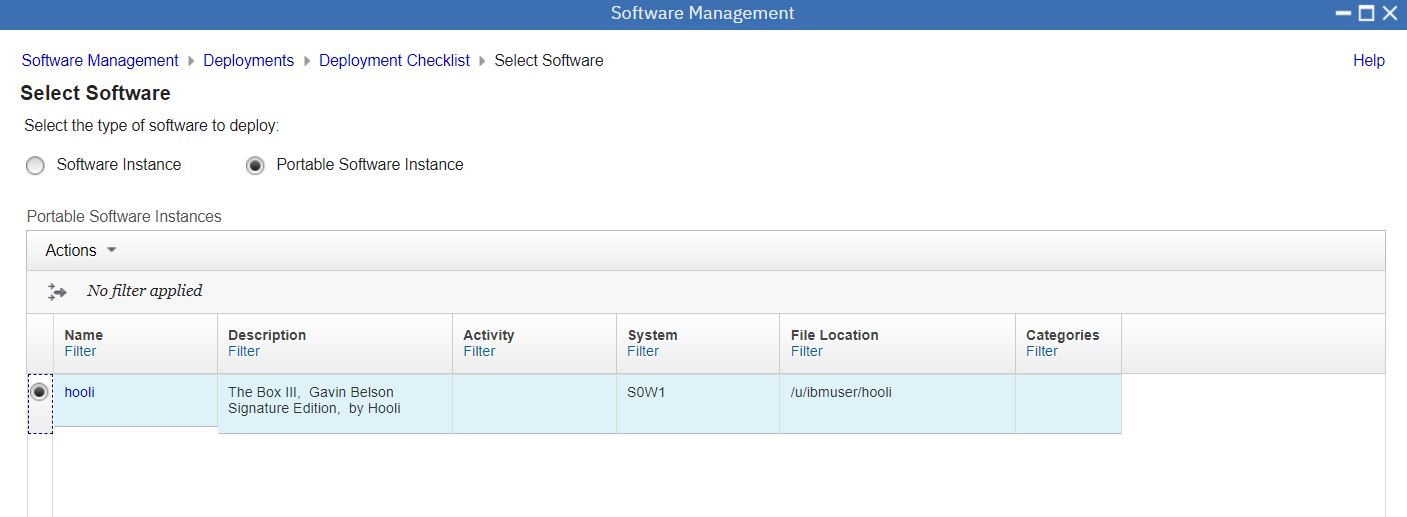 Software Management
Software Management Deployments Deployment Checklist Select Software Help
Select Software
Select the type of software to deploy:
Software Instance Portable Software Instance
Portable Software Instances
Actions
No filter applied
Name Description Activity System File Location Categories
Filter Filter Filter Filter Filter Filter
hooli The Box III, Gavin Belson S0W1 /u/ibmuser/hooli
Signature Edition, by Hooli